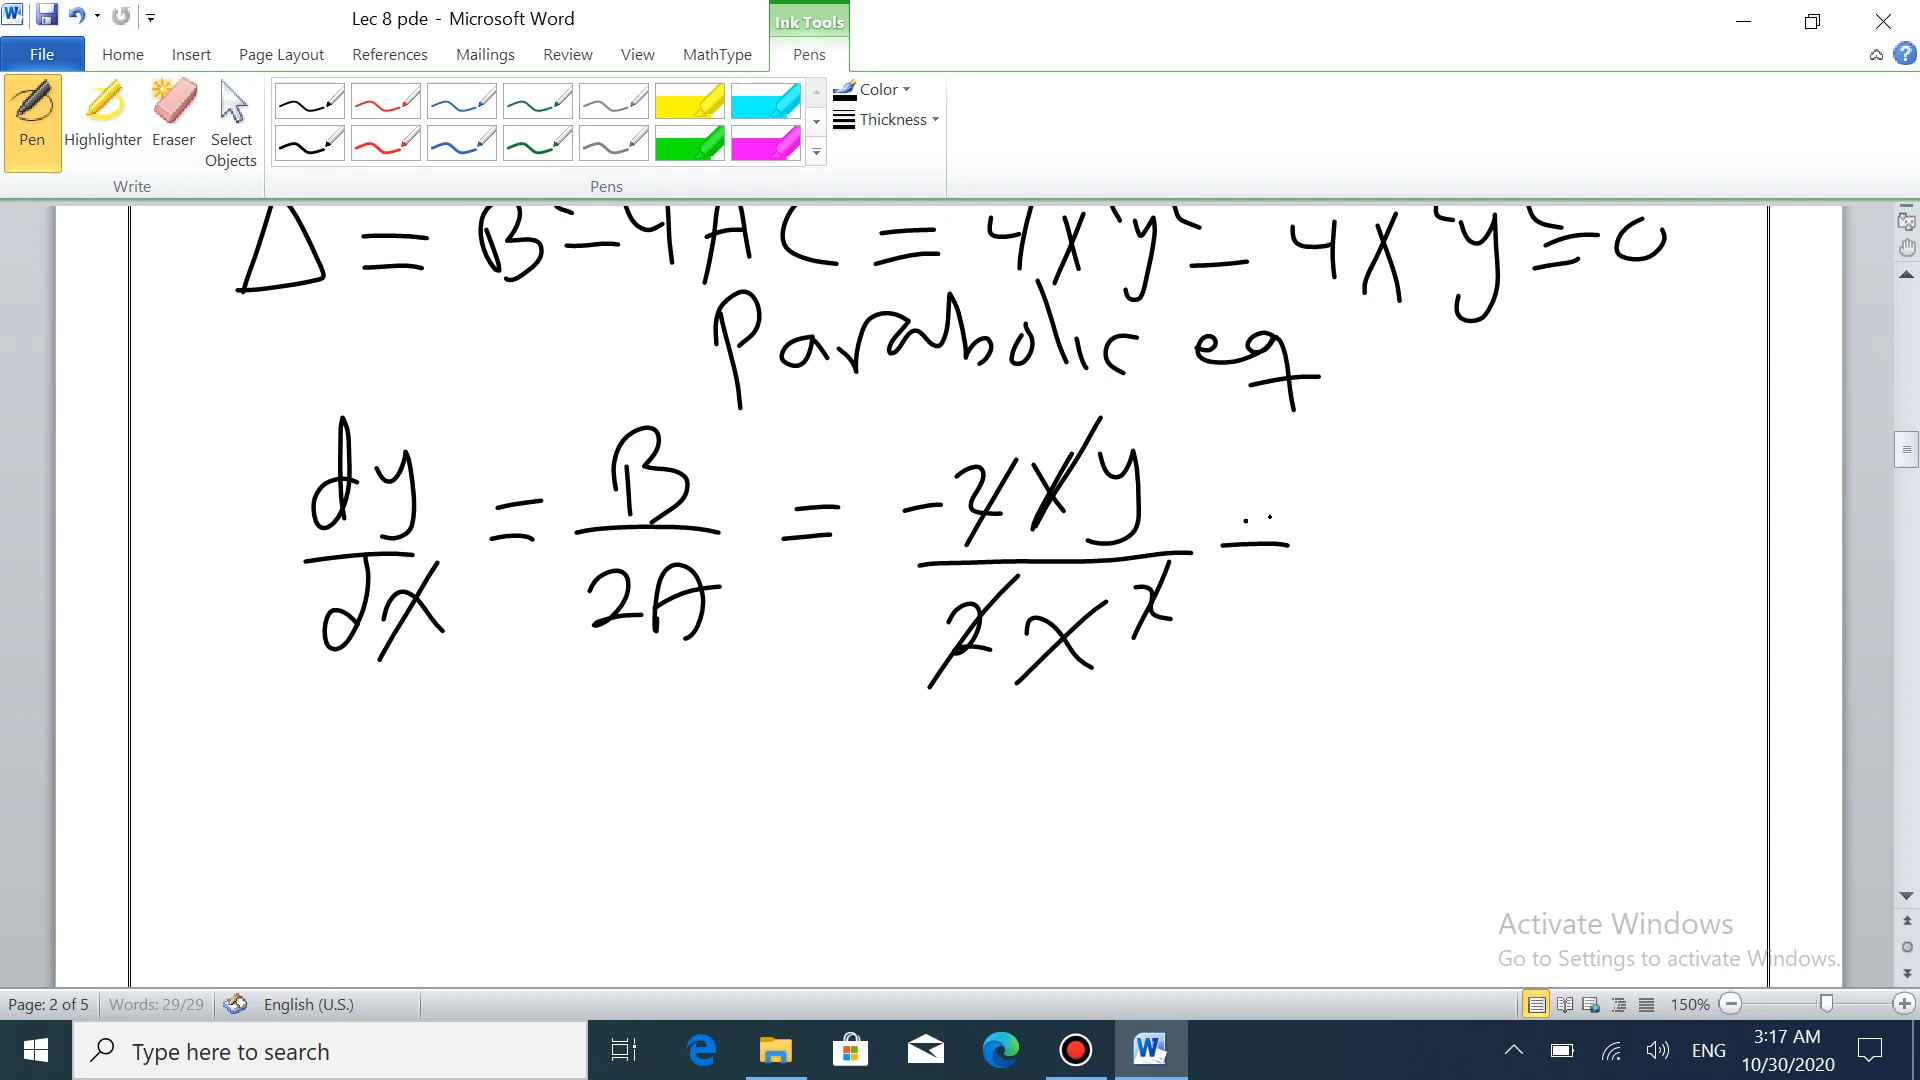 Lec 8 pde - Microsoft Word
Ink Tools
File Home Insert Page Layout References Mailings Review View MathType Pens
Pen Highlighter Eraser Select Objects
Color
Thickness
Write Pens
Δ = B² - 4AC = 4x²y² - 4x²y² = 0
Parabolic eq
dy/dx = B/2A = -2xy/2x² =
Activate Windows
Go to Settings to activate Windows.
Page: 2 of 5 Words: 29/29 English (U.S.) 150%
Type here to search
ENG 3:17 AM
10/30/2020